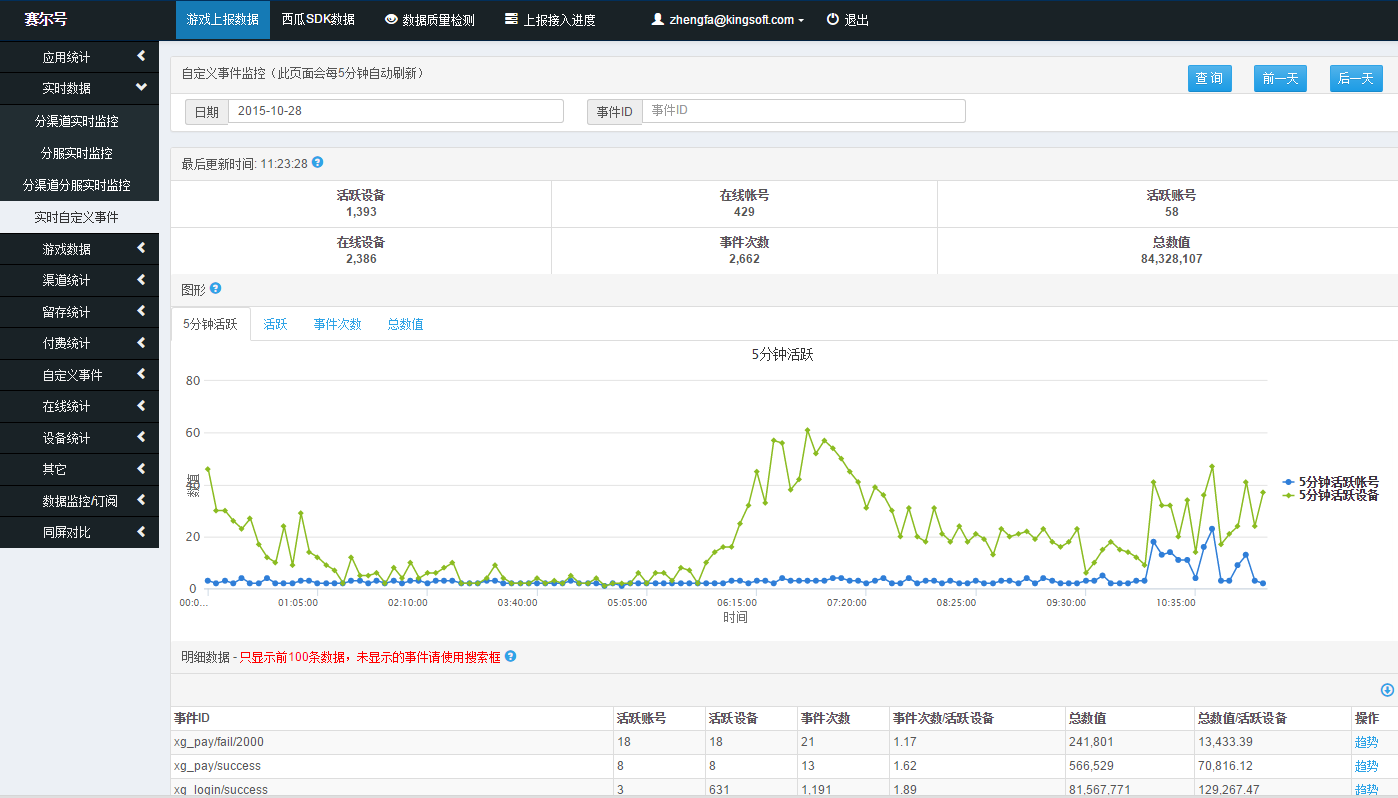 赛尔号
游戏上报数据 西瓜SDK数据 数据质量检测 上报接入进度 zhengfa@kingsoft.com 退出
应用统计
实时数据
分渠道实时监控
分服实时监控
分渠道分服实时监控
实时自定义事件
游戏数据
渠道统计
留存统计
付费统计
自定义事件
在线统计
设备统计
其它
数据监控/订阅
同屏对比
自定义事件监控（此页面会每5分钟自动刷新）
查 询 前一天 后一天
日期 2015-10-28 事件ID 事件ID
最后更新时间: 11:23:28
活跃设备 在线帐号 活跃账号
1,393 429 58
在线设备 事件次数 总数值
2,386 2,662 84,328,107
图形
5分钟活跃 活跃 事件次数 总数值
5分钟活跃
80
60
40
20
0
数值
00:0... 01:05:00 02:10:00 03:40:00 05:05:00 06:15:00 07:20:00 08:25:00 09:30:00 10:35:00
时间
5分钟活跃帐号
5分钟活跃设备
明细数据 - 只显示前100条数据，未显示的事件请使用搜索框
事件ID 活跃账号 活跃设备 事件次数 事件次数/活跃设备 总数值 总数值/活跃设备 操作
xg_pay/fail/2000 18 18 21 1.17 241,801 13,433.39 趋势
xg_pay/success 8 8 13 1.62 566,529 70,816.12 趋势
xg_login/success 3 631 1,191 1.89 81,567,771 129,267.47 趋势